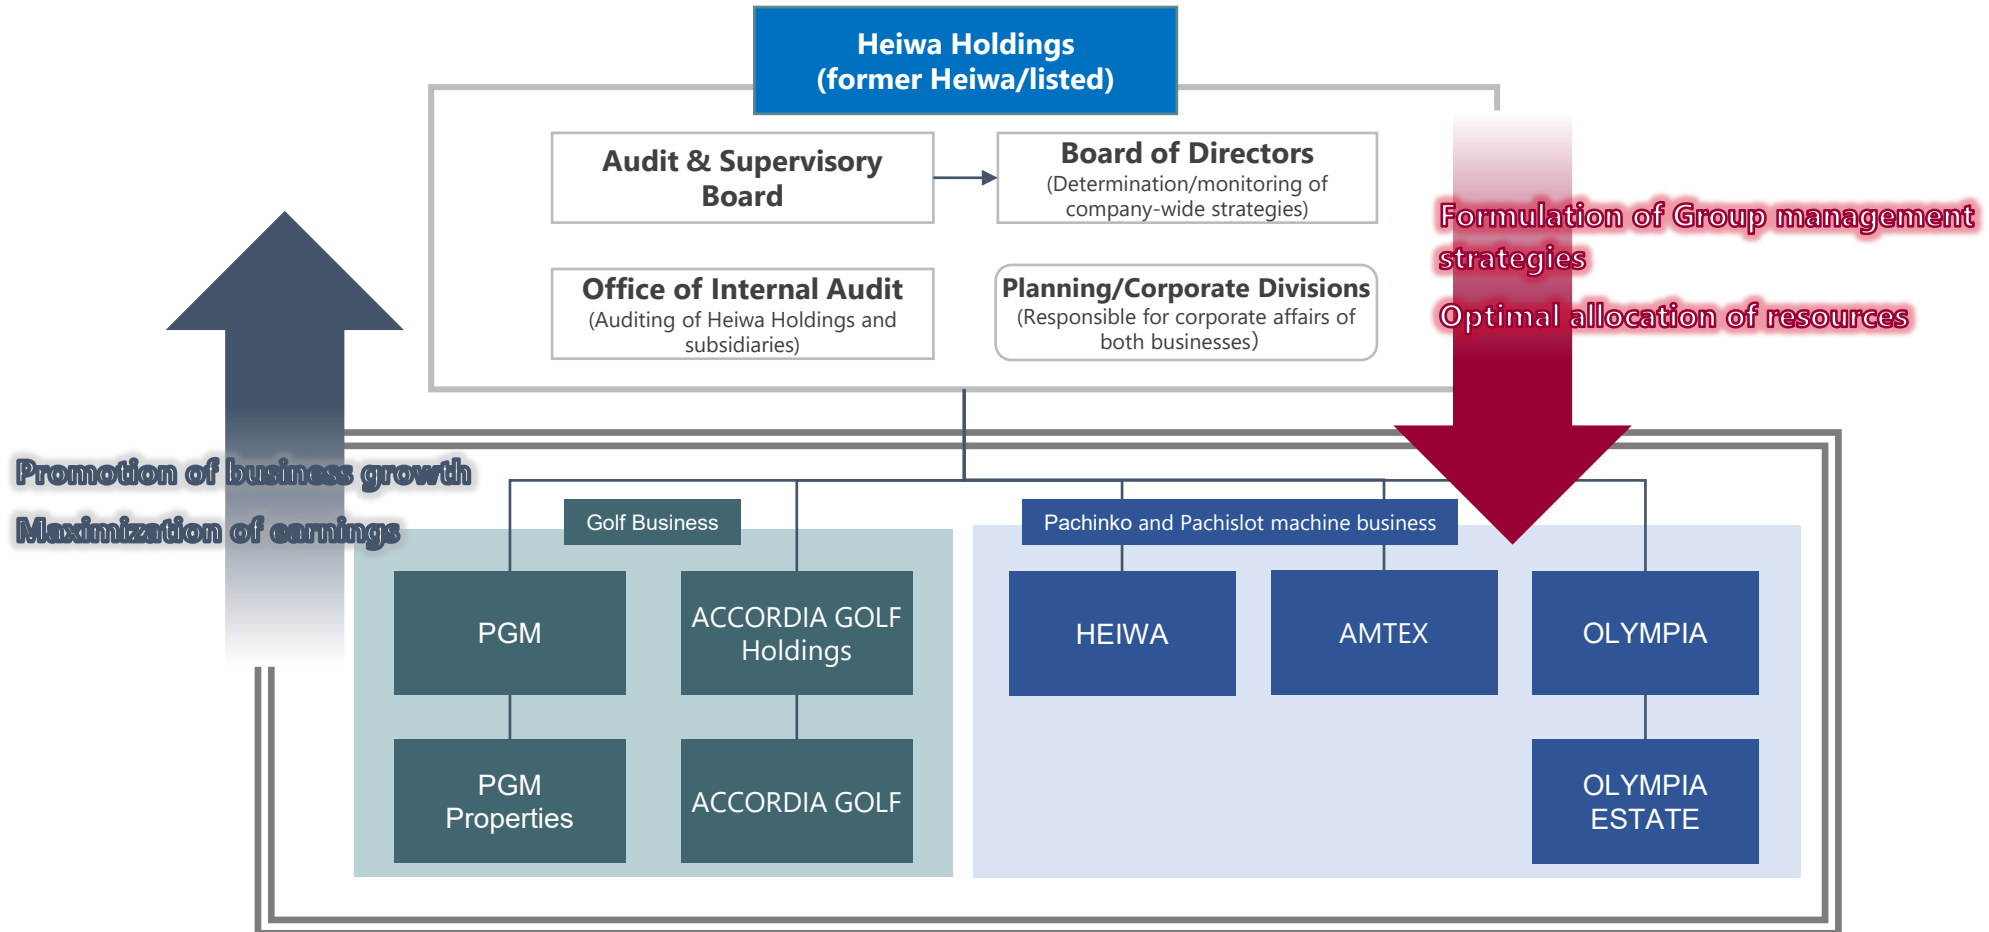 Heiwa Holdings
(former Heiwa/listed)
Audit & Supervisory
Board
Board of Directors
(Determination/monitoring of
company-wide strategies)
Office of Internal Audit
(Auditing of Heiwa Holdings and
subsidiaries)
Planning/Corporate Divisions
(Responsible for corporate affairs of
both businesses)
Formulation of Group management
strategies
Optimal allocation of resources
Promotion of business growth
Maximization of earnings
Golf Business
Pachinko and Pachislot machine business
PGM
ACCORDIA GOLF
Holdings
HEIWA
AMTEX
OLYMPIA
PGM
Properties
ACCORDIA GOLF
OLYMPIA
ESTATE